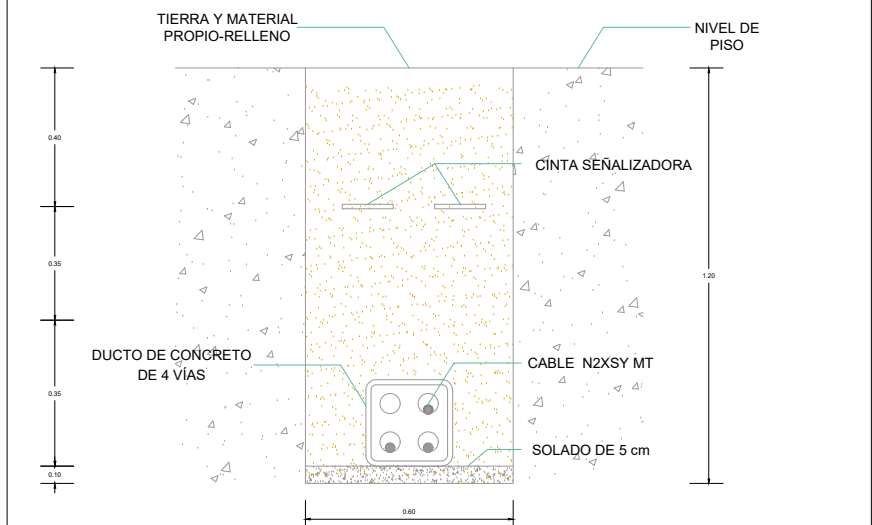 TIERRA Y MATERIAL
PROPIO-RELLENO
NIVEL DE
PISO
0.40
CINTA SEÑALIZADORA
0.35
1.20
DUCTO DE CONCRETO
DE 4 VÍAS
CABLE N2XSY MT
0.35
SOLADO DE 5 cm
0.10
0.60